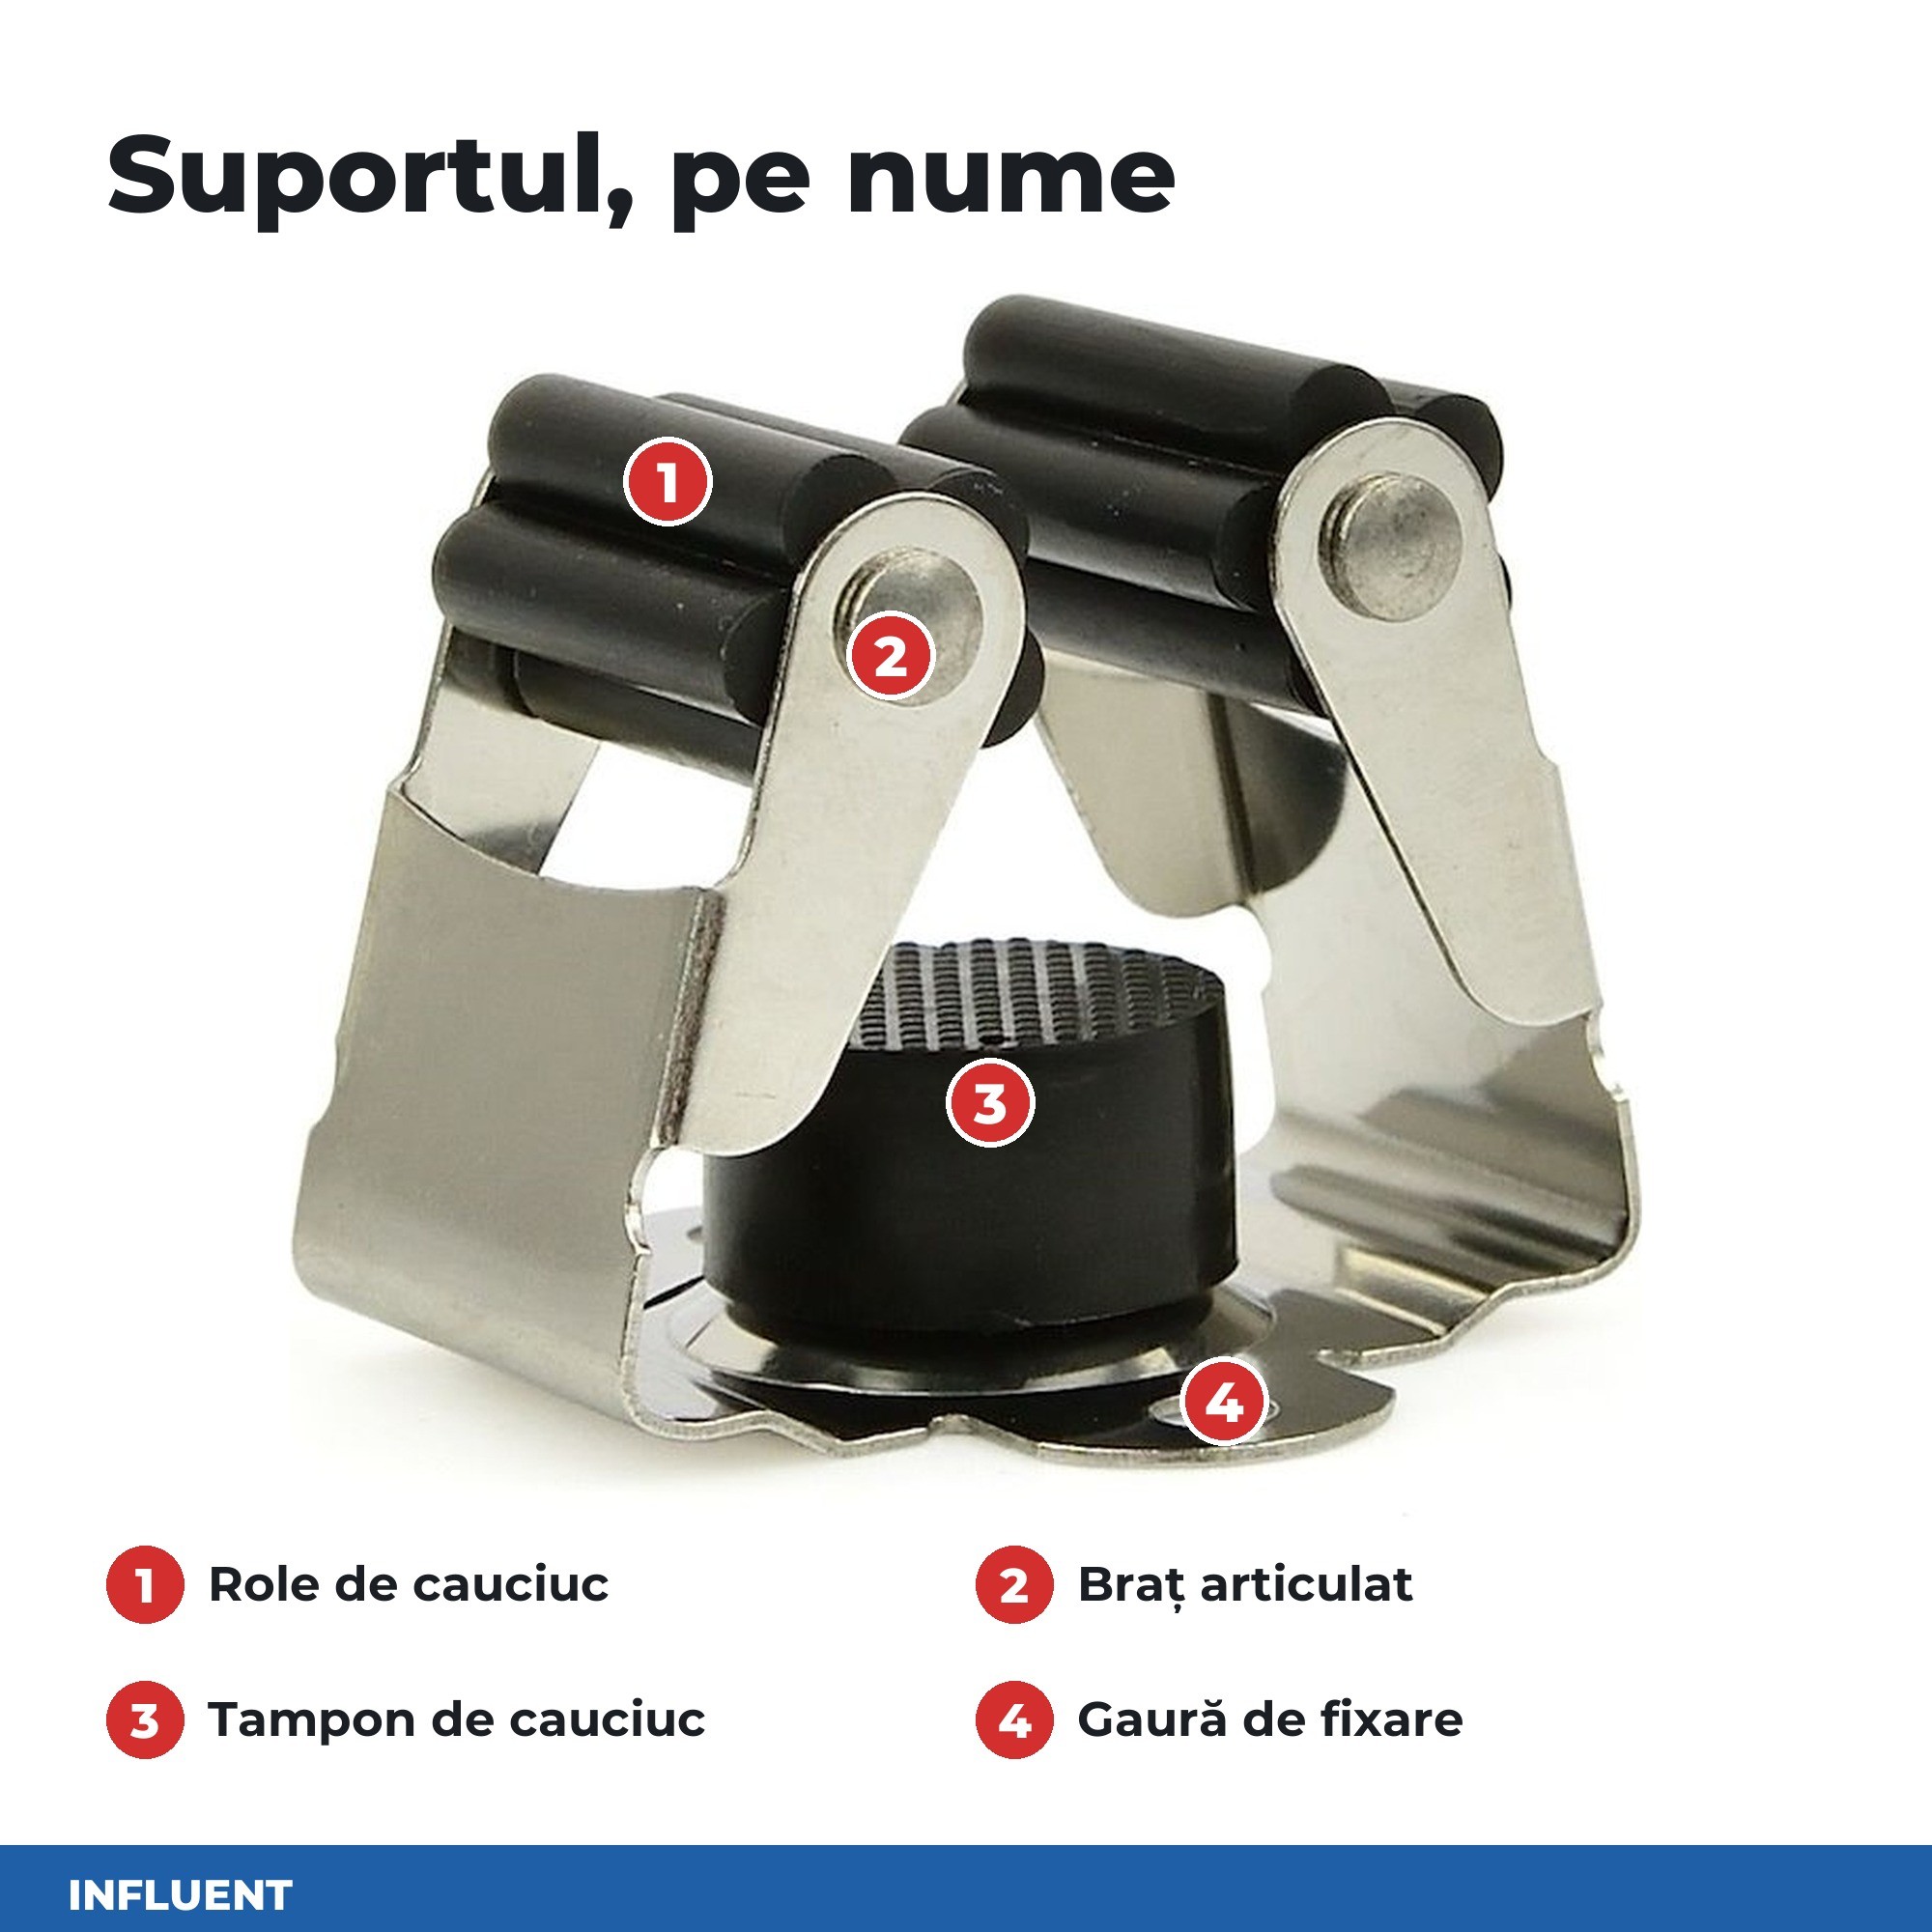 Suportul, pe nume
1
2
3
4
1 Role de cauciuc
2 Braț articulat
3 Tampon de cauciuc
4 Gaură de fixare
INFLUENT